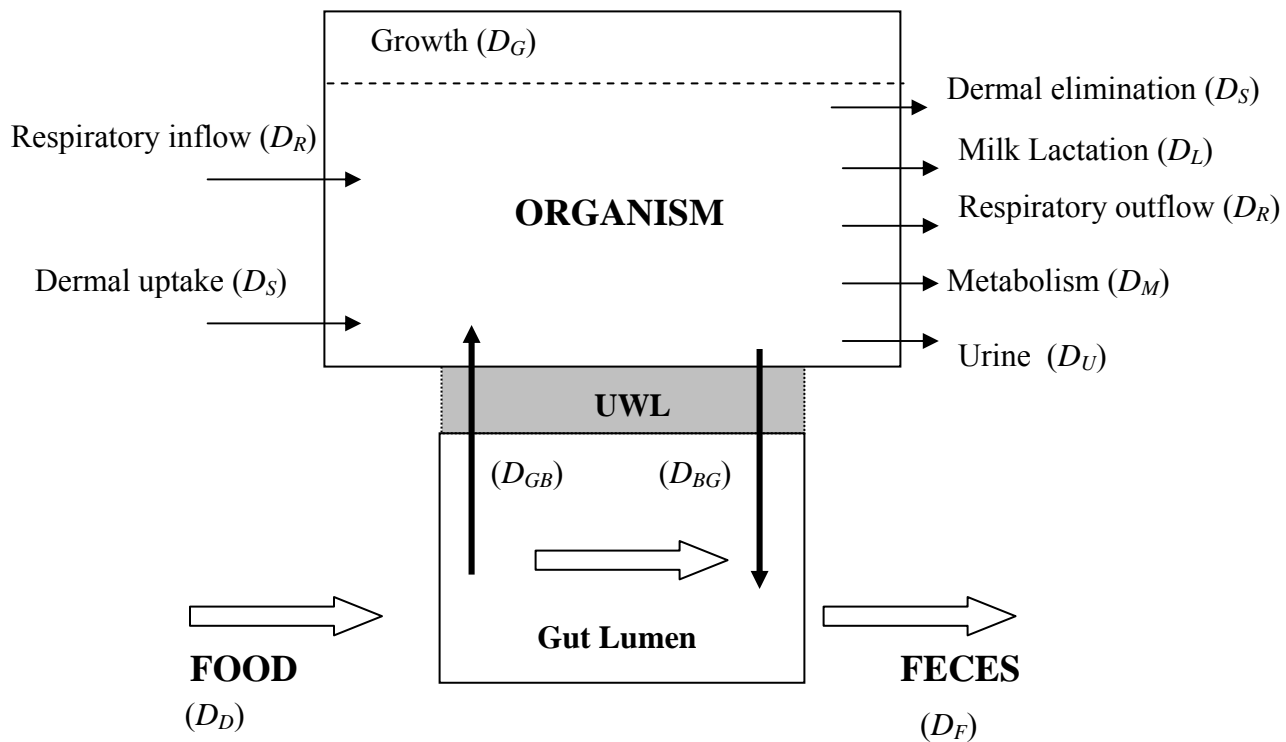 Growth (D_G)
Dermal elimination (D_S)
Respiratory inflow (D_R)
Milk Lactation (D_L)
ORGANISM
Respiratory outflow (D_R)
Dermal uptake (D_S)
Metabolism (D_M)
Urine (D_U)
UWL
(D_GB)
(D_BG)
Gut Lumen
FOOD
FECES
(D_D)
(D_F)